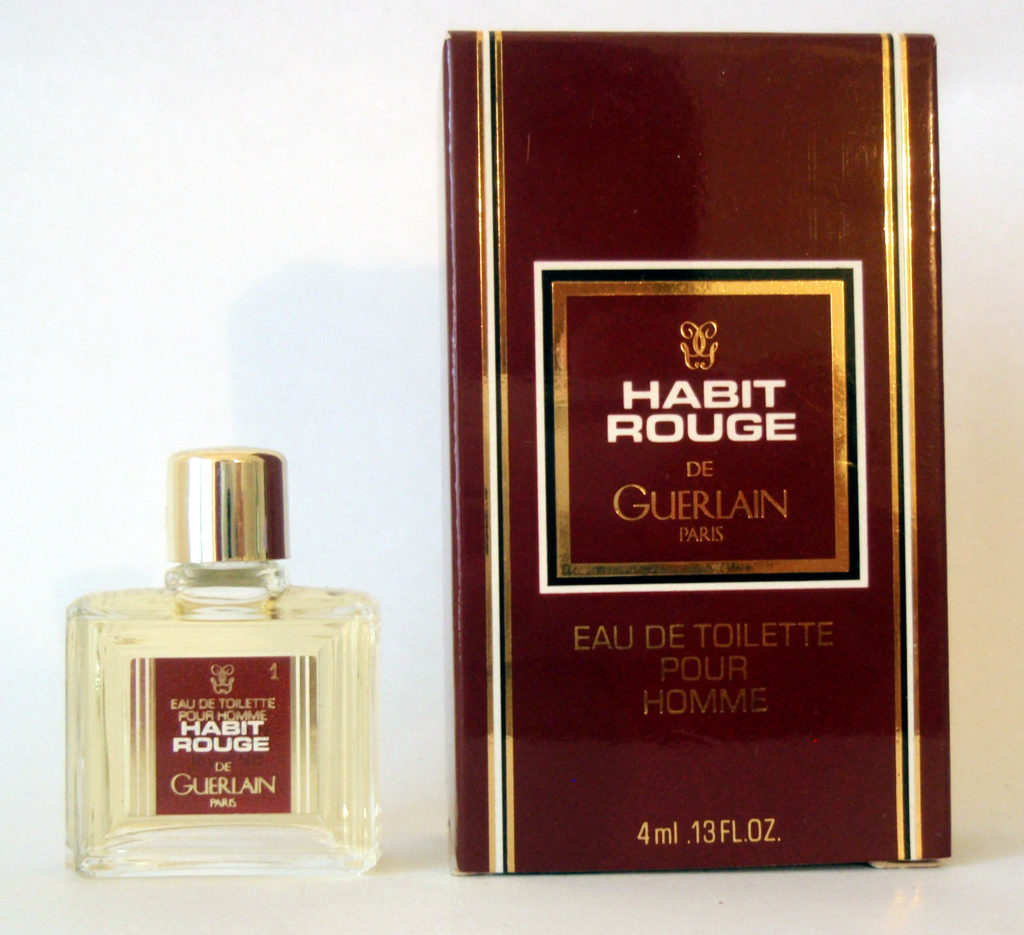 HABIT
ROUGE
DE
GUERLAIN
PARIS
EAU DE TOILETTE
POUR
HOMME
4 ml .13 FL.OZ.
1
EAU DE TOILETTE
POUR HOMME
HABIT
ROUGE
DE
GUERLAIN
PARIS